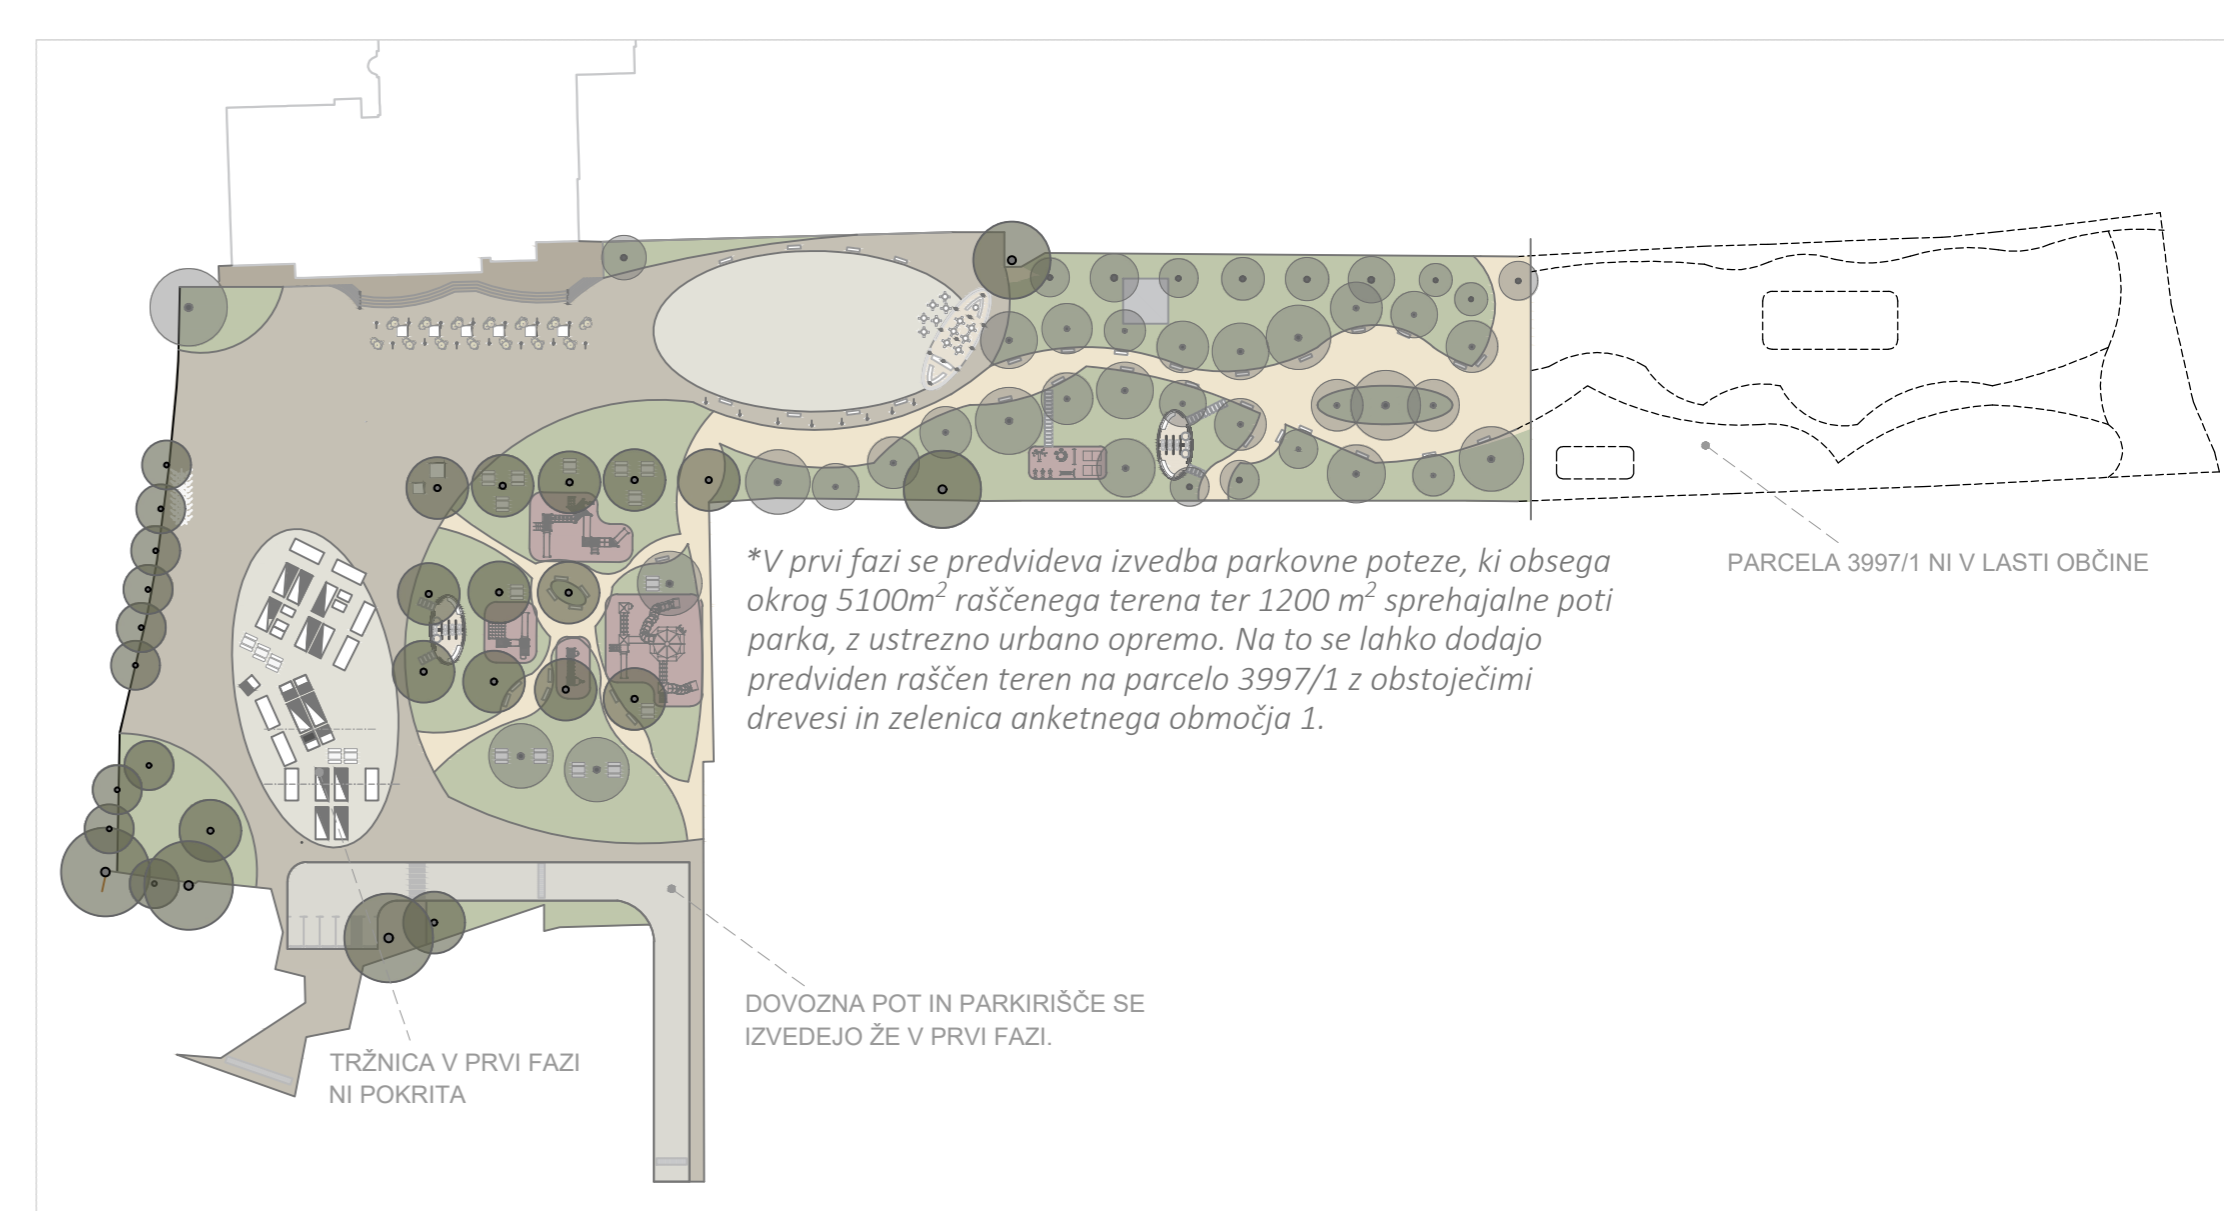 *V prvi fazi se predvideva izvedba parkovne poteze, ki obsega
okrog 5100m² raščenega terena ter 1200 m² sprehajalne poti
parka, z ustrezno urbano opremo. Na to se lahko dodajo
predviden raščen teren na parcelo 3997/1 z obstoječimi
drevesi in zelenica anketnega območja 1.
PARCELA 3997/1 NI V LASTI OBČINE
DOVOZNA POT IN PARKIRIŠČE SE
IZVEDEJO ŽE V PRVI FAZI.
TRŽNICA V PRVI FAZI
NI POKRITA